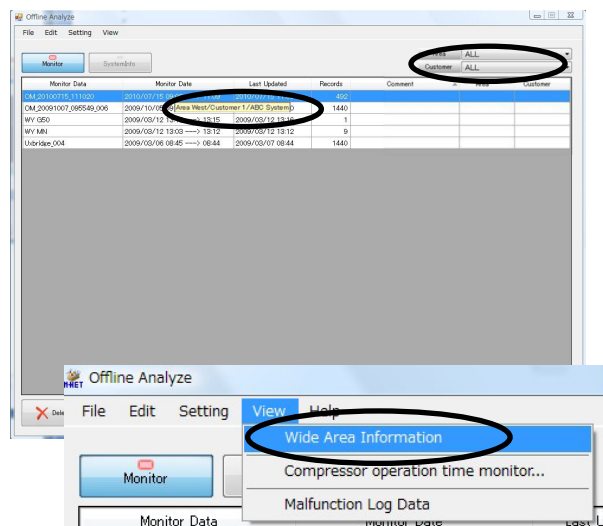 Offline Analyze
File Edit Setting View
Area ALL
Monitor SystemInfo Customer ALL
Monitor Data Monitor Date Last Updated Records Comment Area Customer
OM_20100715_111020 2010/07/15 492
OM_20091007_095549_006 2009/10/05 Area West/Customer 1/ABC System 1440
WY G50 2009/03/12 13:15 2009/03/12 13:16 1
WY MN 2009/03/12 13:03 ---> 13:12 2009/03/12 13:12 9
Uxbridge_004 2009/03/06 08:45 ---> 08:44 2009/03/07 08:44 1440
Dele
M-NET Offline Analyze
File Edit Setting View Help
Wide Area Information
Monitor Compressor operation time monitor...
Malfunction Log Data
Monitor Data Monitor Date Last